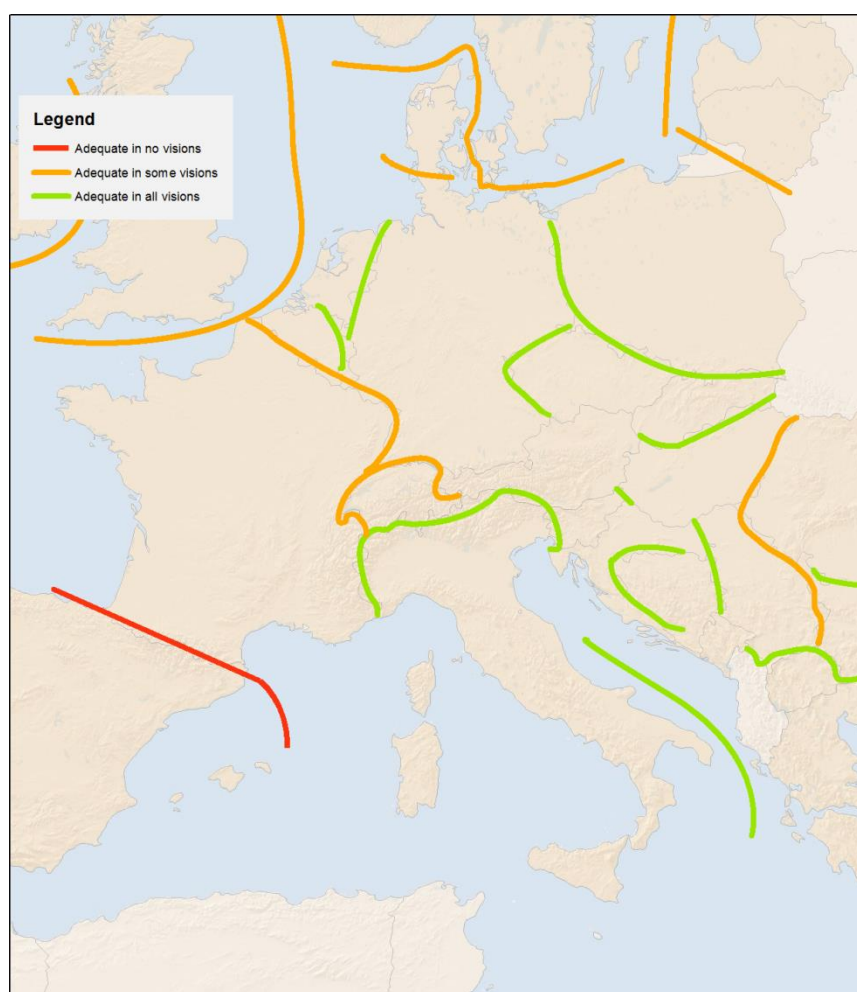 Legend
Adequate in no visions
Adequate in some visions
Adequate in all visions